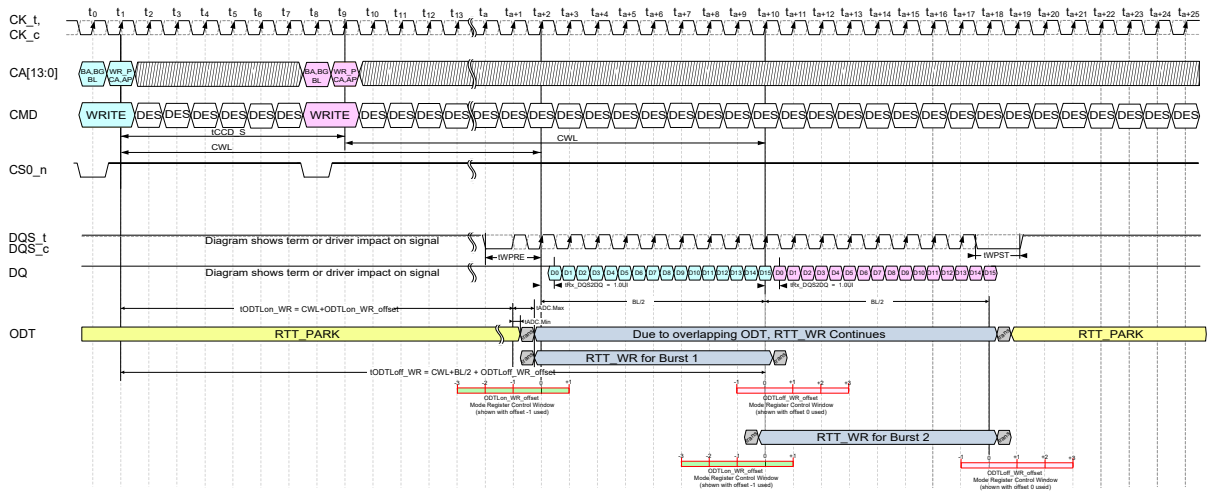 t0 t1 t2 t3 t4 t5 t6 t7 t8 t9 t10 t11 t12 t13 ta ta+1 ta+2 ta+3 ta+4 ta+5 ta+6 ta+7 ta+8 ta+9 ta+10 ta+11 ta+12 ta+13 ta+14 ta+15 ta+16 ta+17 ta+18 ta+19 ta+20 ta+21 ta+22 ta+23 ta+24 ta+25
CK_t,
CK_c
BA,BG WR_P BA,BG WR_P
CA[13:0]
BL CA,AP BL CA,AP
CMD WRITE DES DES DES DES DES DES WRITE DES DES DES DES DES DES DES DES DES DES DES DES DES DES DES DES DES DES DES DES DES DES DES DES DES DES DES DES DES
tCCD_S
CWL
CWL
CS0_n
DQS_t
DQS_c
Diagram shows term or driver impact on signal
tWPRE
tWPST
DQ Diagram shows term or driver impact on signal D0 D1 D2 D3 D4 D5 D6 D7 D8 D9 D10 D11 D12 D13 D14 D15 D0 D1 D2 D3 D4 D5 D6 D7 D8 D9 D10 D11 D12 D13 D14 D15
tRx_DQS2DQ = 1.0UI tRx_DQS2DQ = 1.0UI
BL/2 BL/2
tODTLon_WR = CWL+ODTLon_WR_offset tADC.Max
tADC.Min
ODT RTT_PARK trans Due to overlapping ODT, RTT_WR Continues trans RTT_PARK
trans RTT_WR for Burst 1 trans
tODTLoff_WR = CWL+BL/2 + ODTLoff_WR_offset
-3 -2 -1 0 +1 -1 0 +1 +2 +3
ODTLon_WR_offset ODTLoff_WR_offset
Mode Register Control Window Mode Register Control Window
(shown with offset -1 used) (shown with offset 0 used)
trans RTT_WR for Burst 2 trans
-3 -2 -1 0 +1 -1 0 +1 +2 +3
ODTLon_WR_offset ODTLoff_WR_offset
Mode Register Control Window Mode Register Control Window
(shown with offset -1 used) (shown with offset 0 used)